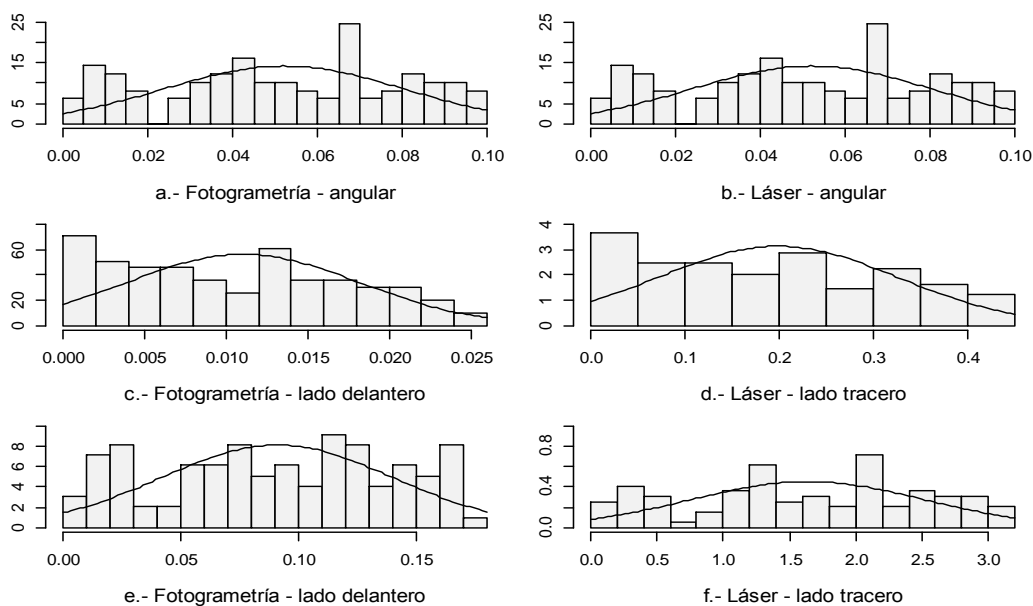 5 15 25
0 5 15 25
0.00 0.02 0.04 0.06 0.08 0.10
0.00 0.02 0.04 0.06 0.08 0.10
a.- Fotogrametría - angular
b.- Láser - angular
0 20 60
0 1 2 3 4
0.000 0.005 0.010 0.015 0.020 0.025
0.0 0.1 0.2 0.3 0.4
c.- Fotogrametría - lado delantero
d.- Láser - lado tracero
0 2 4 6 8
0.0 0.4 0.8
0.00 0.05 0.10 0.15
0.0 0.5 1.0 1.5 2.0 2.5 3.0
e.- Fotogrametría - lado delantero
f.- Láser - lado tracero